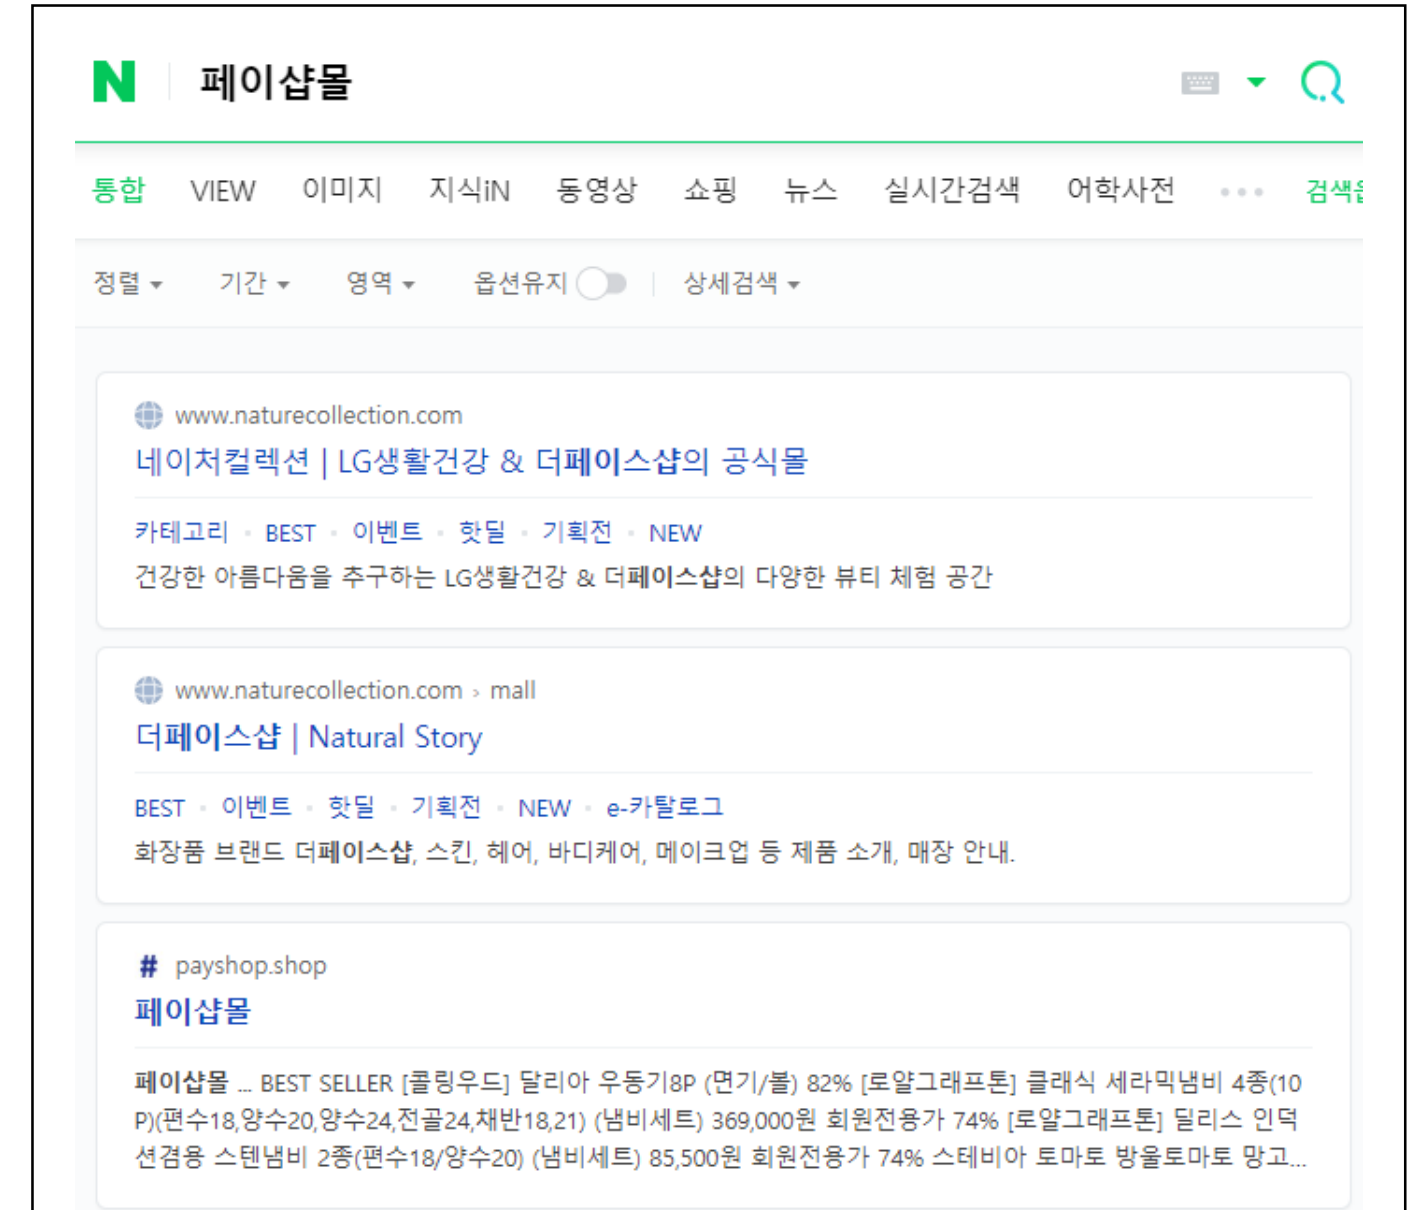 N 페이샵몰
통합 VIEW 이미지 지식iN 동영상 쇼핑 뉴스 실시간검색 어학사전 ••• 검색
정렬 기간 영역 옵션유지 상세검색
www.naturecollection.com
네이처컬렉션 | LG생활건강 & 더페이스샵의 공식몰
카테고리 · BEST · 이벤트 · 핫딜 · 기획전 · NEW
건강한 아름다움을 추구하는 LG생활건강 & 더페이스샵의 다양한 뷰티 체험 공간
www.naturecollection.com › mall
더페이스샵 | Natural Story
BEST · 이벤트 · 핫딜 · 기획전 · NEW · e-카탈로그
화장품 브랜드 더페이스샵, 스킨, 헤어, 바디케어, 메이크업 등 제품 소개, 매장 안내.
# payshop.shop
페이샵몰
페이샵몰 ... BEST SELLER [콜링우드] 달리아 우동기8P (면기/볼) 82% [로얄그래프톤] 클래식 세라믹냄비 4종(10
P)(편수18,양수20,양수24,전골24,채반18,21) (냄비세트) 369,000원 회원전용가 74% [로얄그래프톤] 딜리스 인덕
션겸용 스텐냄비 2종(편수18/양수20) (냄비세트) 85,500원 회원전용가 74% 스테비아 토마토 방울토마토 망고...